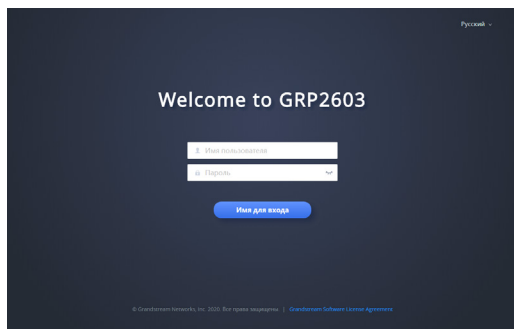 Русский
Welcome to GRP2603
Имя пользователя
Пароль
Имя для входа
© Grandstream Networks, Inc. 2020. Все права защищены. | Grandstream Software License Agreement